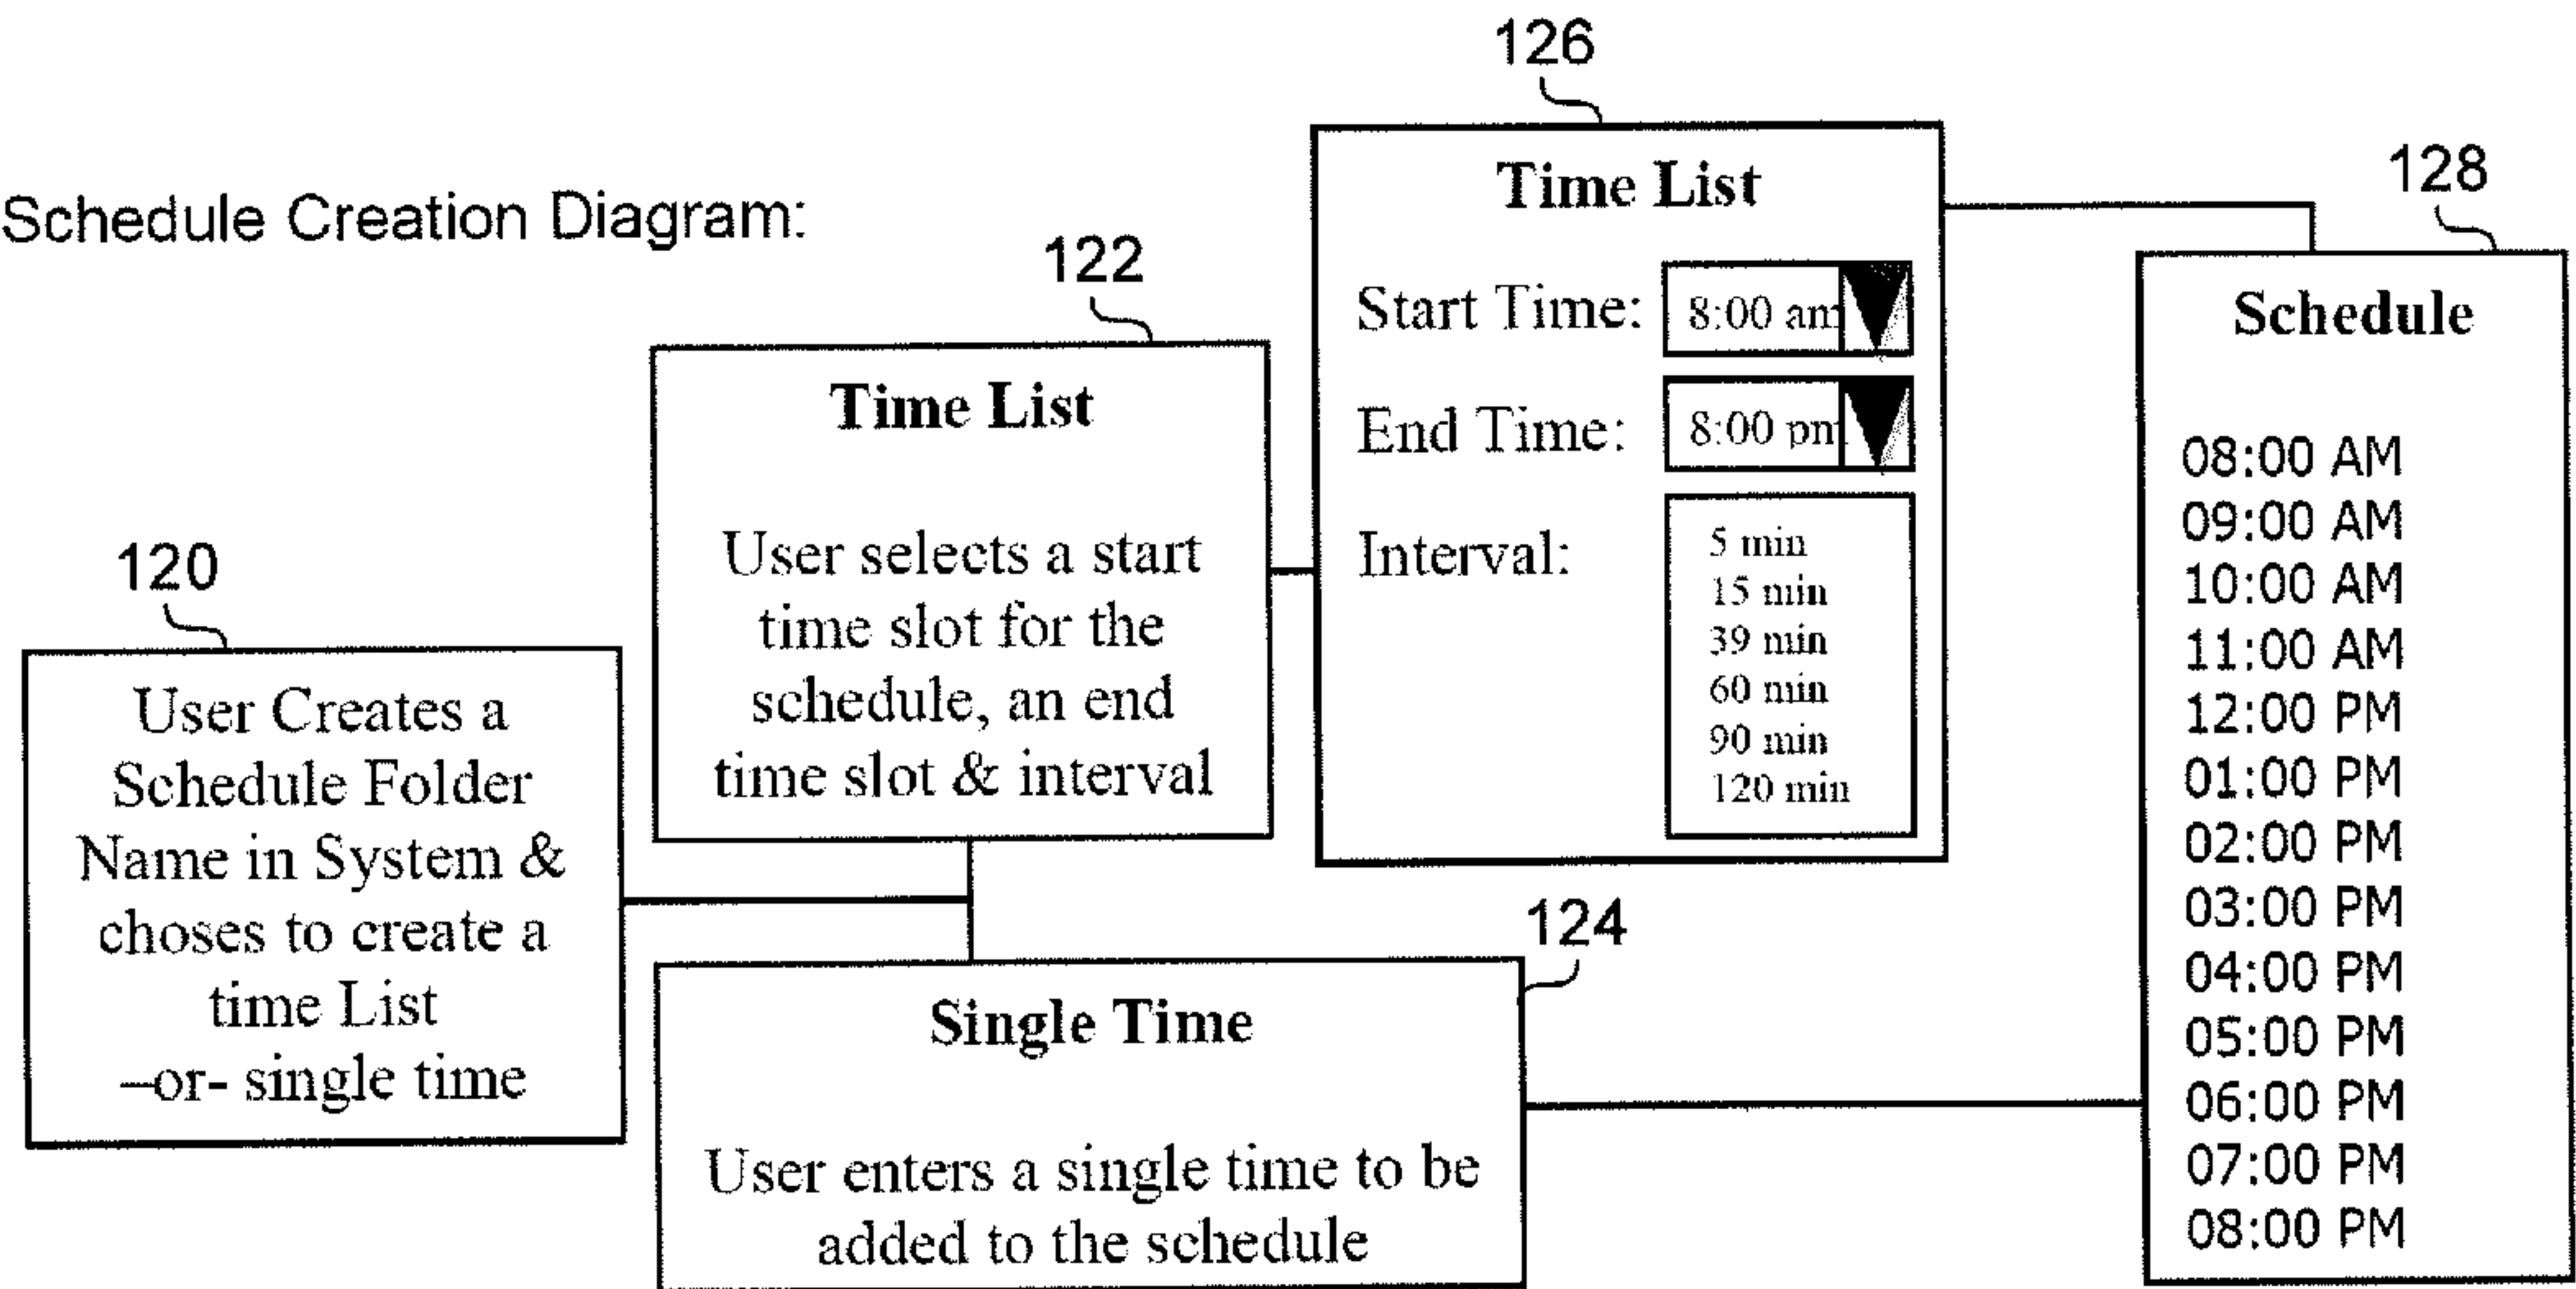 Schedule Creation Diagram:
120
User Creates a
Schedule Folder
Name in System &
choses to create a
time List
–or- single time
122
Time List
User selects a start
time slot for the
schedule, an end
time slot & interval
124
Single Time
User enters a single time to be
added to the schedule
126
Time List
Start Time: 8:00 am
End Time: 8:00 pm
Interval:
5 min
15 min
39 min
60 min
90 min
120 min
128
Schedule
08:00 AM
09:00 AM
10:00 AM
11:00 AM
12:00 PM
01:00 PM
02:00 PM
03:00 PM
04:00 PM
05:00 PM
06:00 PM
07:00 PM
08:00 PM